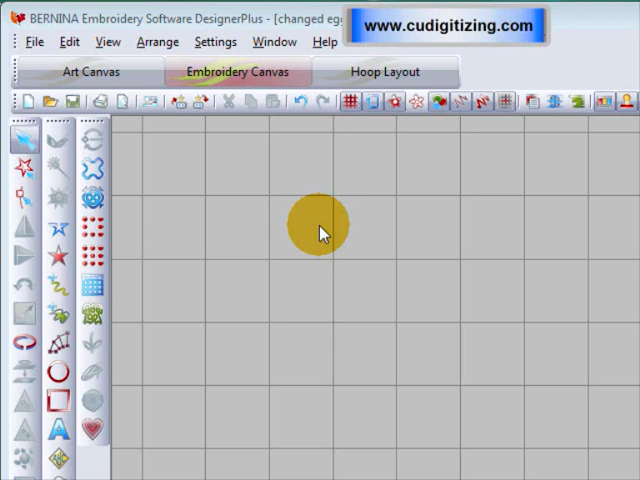 BERNINA Embroidery Software DesignerPlus - [changed egg
www.cudigitizing.com
File Edit View Arrange Settings Window Help
Art Canvas Embroidery Canvas Hoop Layout